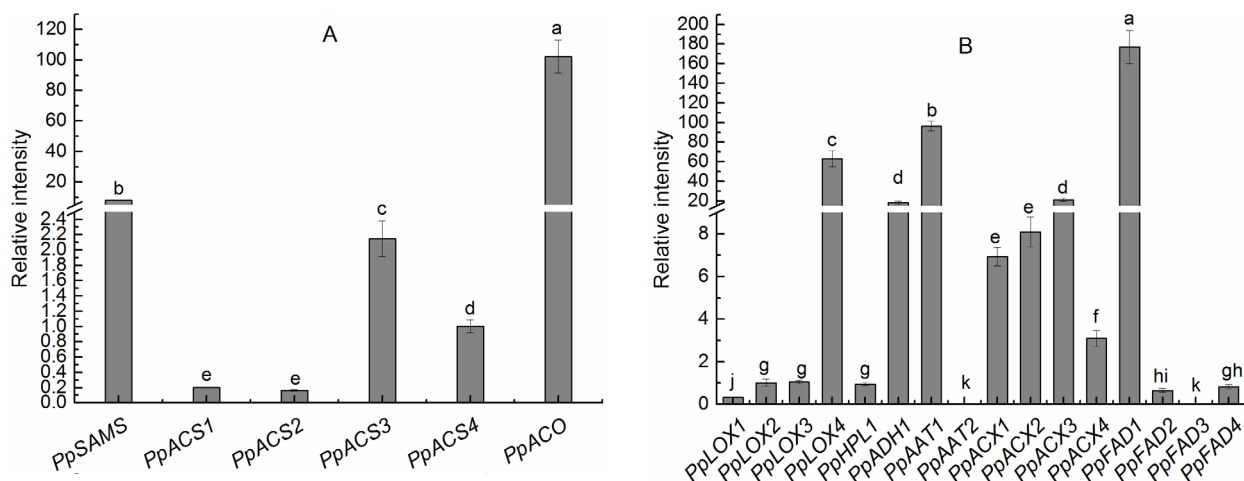 A
Relative intensity
120
100
80
60
40
20
2.4
2.2
2.0
1.8
1.6
1.4
1.2
1.0
0.8
0.6
0.4
0.2
0.0
b
e
e
c
d
a
PpSAMS
PpACS1
PpACS2
PpACS3
PpACS4
PpACO
B
Relative intensity
200
180
160
140
120
100
80
60
40
20
8
6
4
2
0
j
g
g
c
g
d
b
k
e
e
d
f
a
hi
k
gh
PpLOX1
PpLOX2
PpLOX3
PpLOX4
PpHPL1
PpADH1
PpAAT1
PpAAT2
PpACX1
PpACX2
PpACX3
PpACX4
PpFAD1
PpFAD2
PpFAD3
PpFAD4